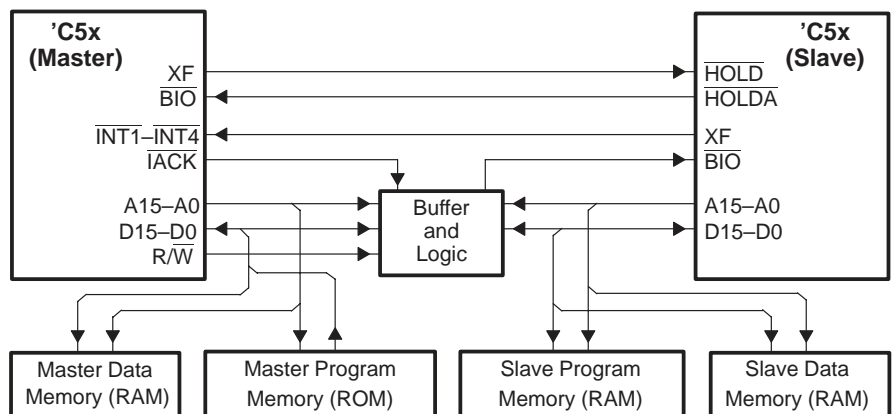 'C5x
(Master)
'C5x
(Slave)
XF
HOLD
BIO
HOLDA
INT1–INT4
XF
IACK
BIO
A15–A0
Buffer
and
Logic
A15–A0
D15–D0
D15–D0
R/W
Master Data
Memory (RAM)
Master Program
Memory (ROM)
Slave Program
Memory (RAM)
Slave Data
Memory (RAM)